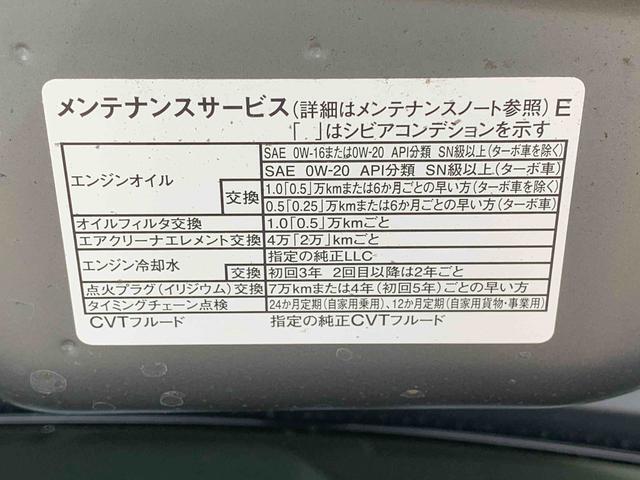 メンテナンスサービス(詳細はメンテナンスノート参照) E
「 」はシビアコンデションを示す
エンジンオイル
SAE 0W-16または0W-20 API分類 SN級以上(ターボ車を除く)
SAE 0W-20 API分類 SN級以上(ターボ車)
交換 1.0「0.5」万kmまたは6か月ごとの早い方(ターボ車を除く)
0.5「0.25」万kmまたは6か月ごとの早い方(ターボ車)
オイルフィルタ交換 1.0「0.5」万kmごと
エアクリーナエレメント交換 4万「2万」kmごと
エンジン冷却水 指定の純正LLC
交換 初回3年 2回目以降は2年ごと
点火プラグ(イリジウム) 交換 7万kmまたは4年(初回5年)ごとの早い方
タイミングチェーン点検 24か月定期(自家用乗用)、12か月定期(自家用貨物・事業用)
CVTフルード 指定の純正CVTフルード